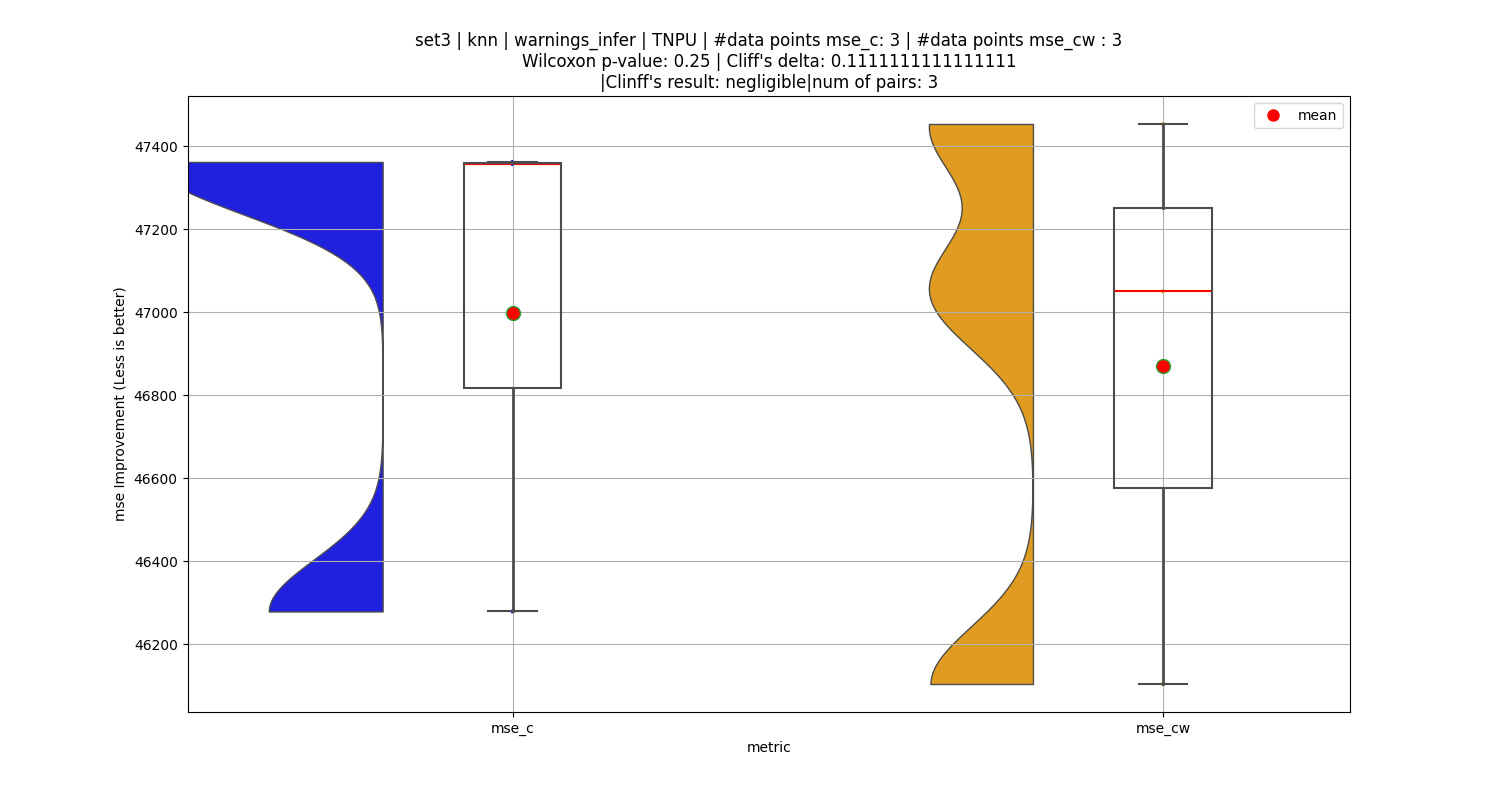 set3 | knn | warnings_infer | TNPU | #data points mse_c: 3 | #data points mse_cw : 3
Wilcoxon p-value: 0.25 | Cliff's delta: 0.1111111111111111
|Clinff's result: negligible|num of pairs: 3
mean
47400
47200
47000
46800
46600
46400
46200
mse Improvement (Less is better)
mse_c
mse_cw
metric